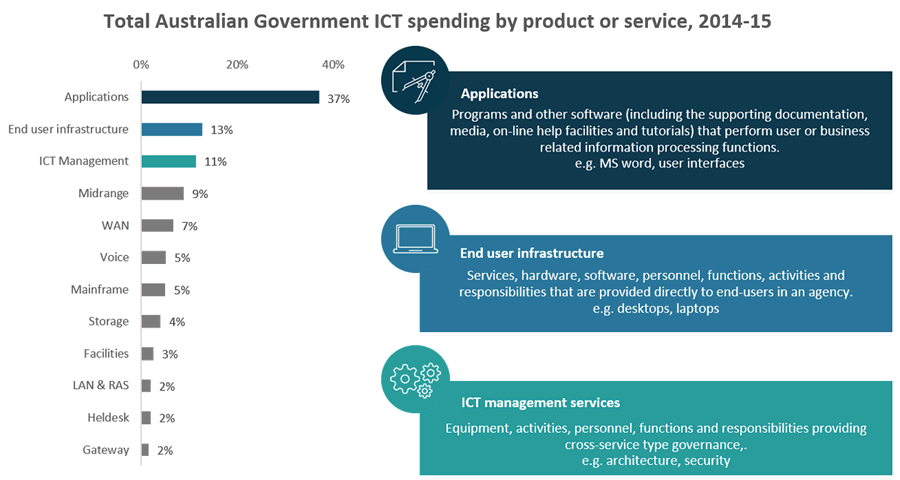 Total Australian Government ICT spending by product or service, 2014-15
0% 20% 40%
Applications 37%
End user infrastructure 13%
ICT Management 11%
Midrange 9%
WAN 7%
Voice 5%
Mainframe 5%
Storage 4%
Facilities 3%
LAN & RAS 2%
Heldesk 2%
Gateway 2%
Applications
Programs and other software (including the supporting documentation,
media, on-line help facilities and tutorials) that perform user or business
related information processing functions.
e.g. MS word, user interfaces
End user infrastructure
Services, hardware, software, personnel, functions, activities and
responsibilities that are provided directly to end-users in an agency.
e.g. desktops, laptops
ICT management services
Equipment, activities, personnel, functions and responsibilities providing
cross-service type governance,.
e.g. architecture, security